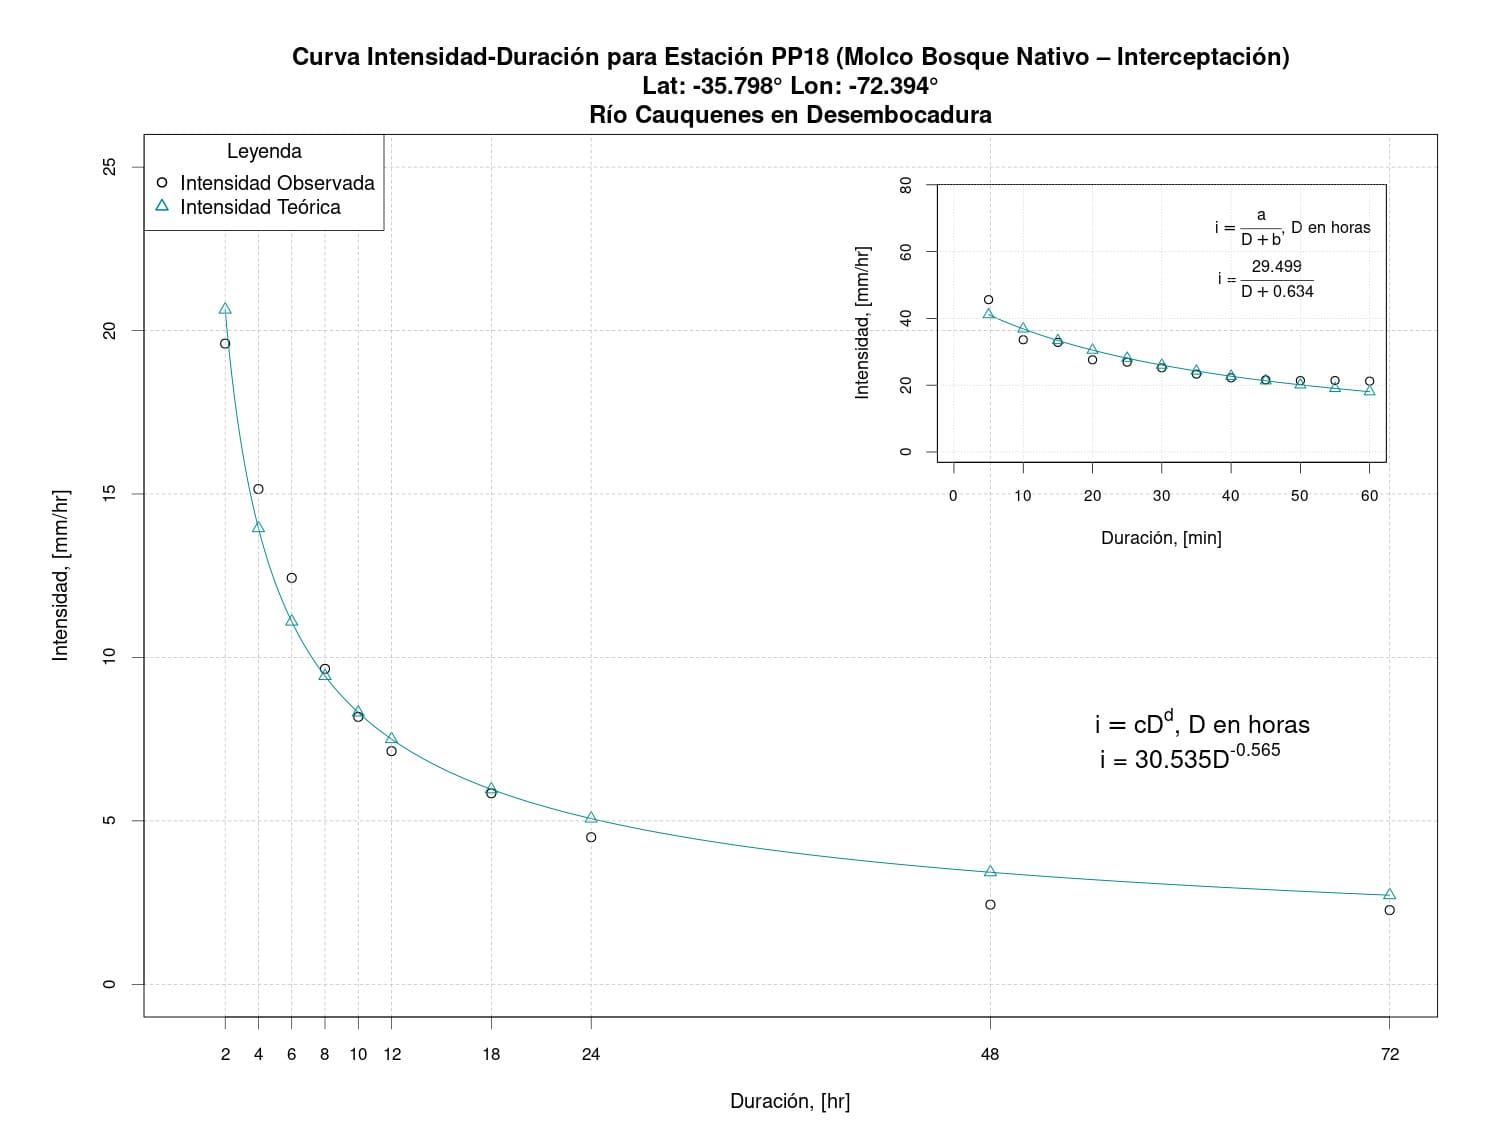 Curva Intensidad-Duración para Estación PP18 (Molco Bosque Nativo – Interceptación)
Lat: -35.798° Lon: -72.394°
Río Cauquenes en Desembocadura
Leyenda
Intensidad Observada
Intensidad Teórica
Intensidad, [mm/hr]
25
20
15
10
5
0
2 4 6 8 10 12 18 24 48 72
Duración, [hr]
Intensidad, [mm/hr]
80
60
40
20
0
0 10 20 30 40 50 60
Duración, [min]
i = a / (D + b), D en horas
i = 29.499 / (D + 0.634)
i = cD^d, D en horas
i = 30.535D^-0.565